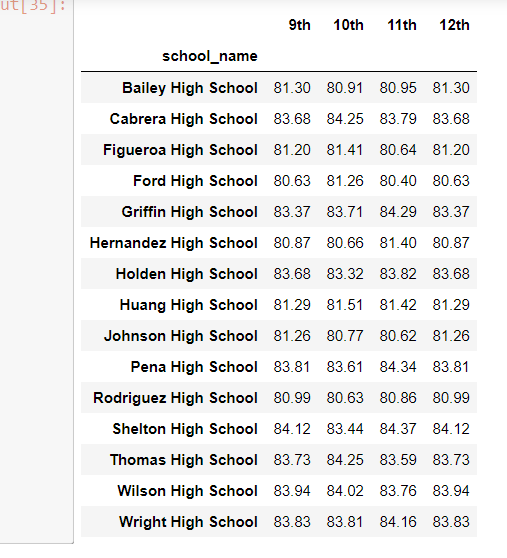 ut[35]:
9th 10th 11th 12th
school_name
Bailey High School 81.30 80.91 80.95 81.30
Cabrera High School 83.68 84.25 83.79 83.68
Figueroa High School 81.20 81.41 80.64 81.20
Ford High School 80.63 81.26 80.40 80.63
Griffin High School 83.37 83.71 84.29 83.37
Hernandez High School 80.87 80.66 81.40 80.87
Holden High School 83.68 83.32 83.82 83.68
Huang High School 81.29 81.51 81.42 81.29
Johnson High School 81.26 80.77 80.62 81.26
Pena High School 83.81 83.61 84.34 83.81
Rodriguez High School 80.99 80.63 80.86 80.99
Shelton High School 84.12 83.44 84.37 84.12
Thomas High School 83.73 84.25 83.59 83.73
Wilson High School 83.94 84.02 83.76 83.94
Wright High School 83.83 83.81 84.16 83.83